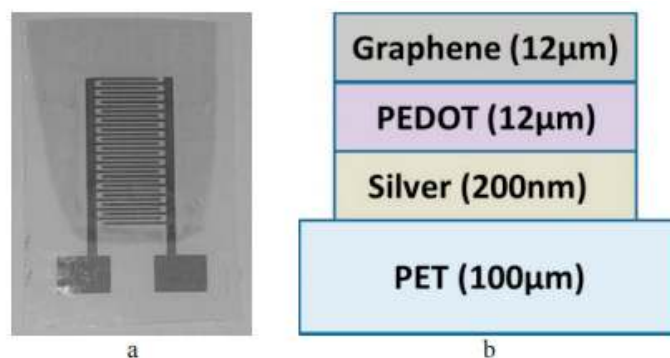 Graphene (12µm)
PEDOT (12µm)
Silver (200nm)
PET (100µm)
a
b